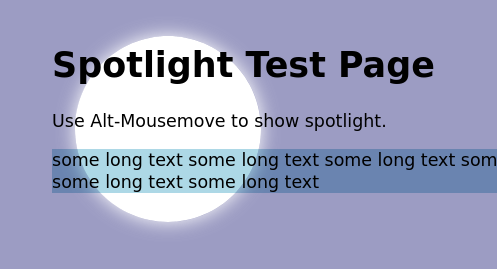 Spotlight Test Page
Use Alt-Mousemove to show spotlight.
some long text some long text some long text som
some long text some long text